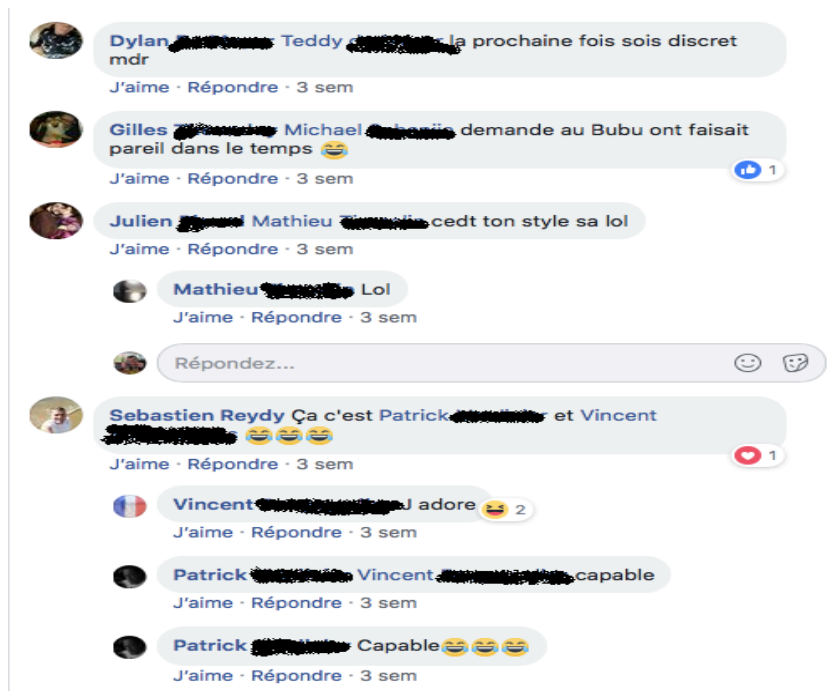 Dylan Teddy la prochaine fois sois discret
mdr
J'aime · Répondre · 3 sem
Gilles Michael demande au Bubu ont faisait
pareil dans le temps 😂
1
J'aime · Répondre · 3 sem
Julien Mathieu cedt ton style sa lol
J'aime · Répondre · 3 sem
Mathieu Lol
J'aime · Répondre · 3 sem
Répondez...
Sebastien Reydy Ça c'est Patrick et Vincent
😂😂😂
1
J'aime · Répondre · 3 sem
Vincent J adore
2
J'aime · Répondre · 3 sem
Patrick Vincent capable
J'aime · Répondre · 3 sem
Patrick Capable😂😂😂
J'aime · Répondre · 3 sem